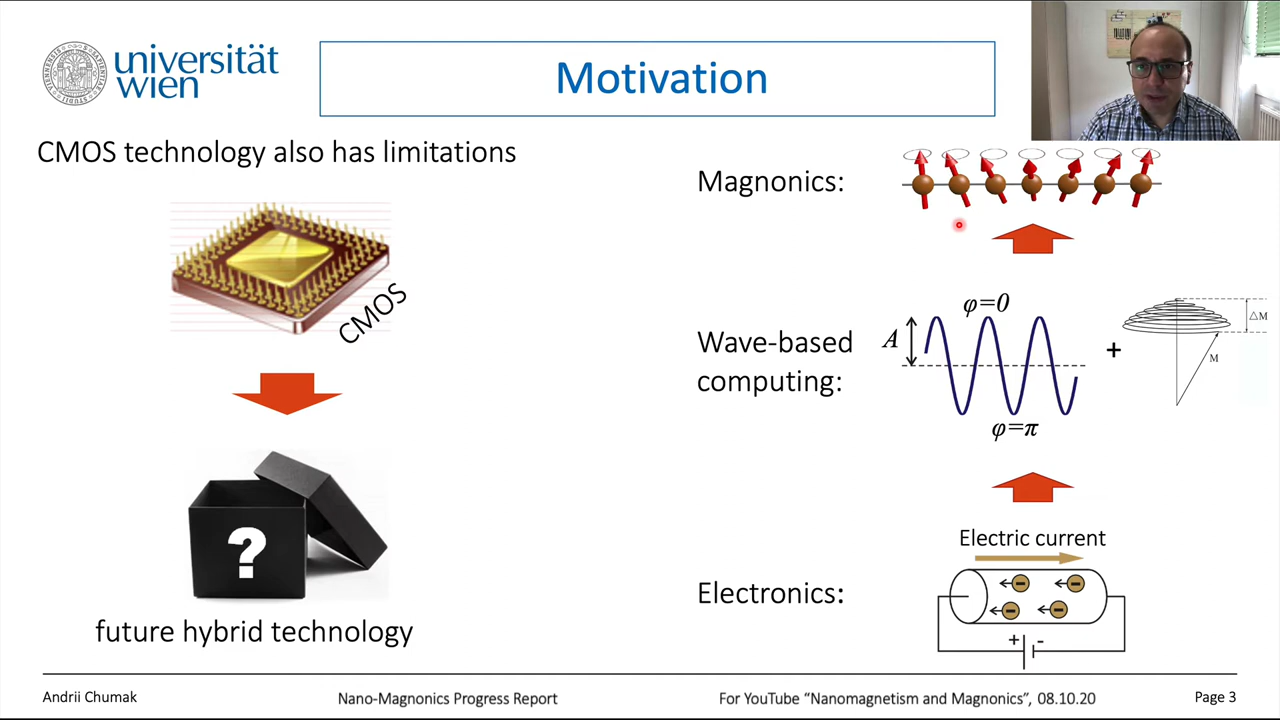 universität
wien
Motivation
CMOS technology also has limitations
CMOS
?
future hybrid technology
Magnonics:
Wave-based
computing:
φ=0
A
φ=π
+
ΔM
M
Electronics:
Electric current
+ -
Andrii Chumak
Nano-Magnonics Progress Report
For YouTube “Nanomagnetism and Magnonics”, 08.10.20
Page 3